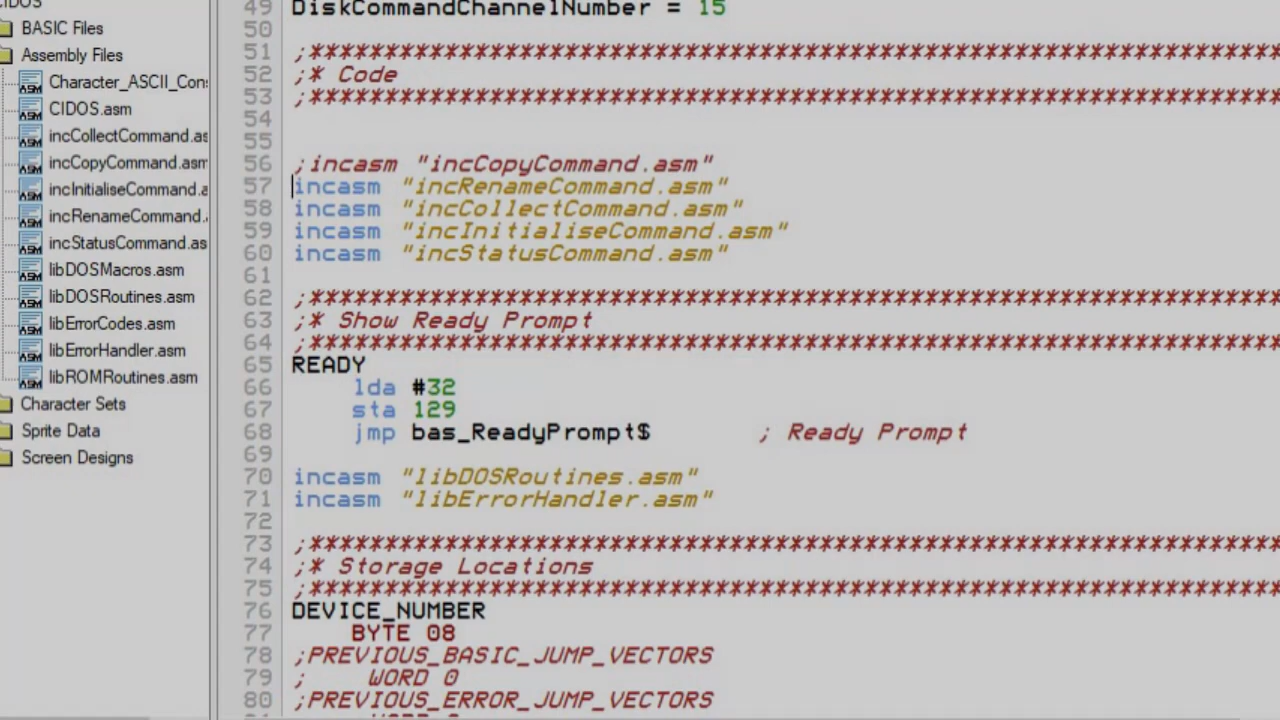 CIDOS
BASIC Files
Assembly Files
Character_ASCII_Cons
CIDOS.asm
incCollectCommand.as
incCopyCommand.asm
incInitialiseCommand.a
incRenameCommand.
incStatusCommand.as
libDOSMacros.asm
libDOSRoutines.asm
libErrorCodes.asm
libErrorHandler.asm
libROMRoutines.asm
Character Sets
Sprite Data
Screen Designs
49 DiskCommandChannelNumber = 15
50
51 ;******************************************************************
52 ;* Code
53 ;******************************************************************
54
55
56 ;incasm "incCopyCommand.asm"
57 incasm "incRenameCommand.asm"
58 incasm "incCollectCommand.asm"
59 incasm "incInitialiseCommand.asm"
60 incasm "incStatusCommand.asm"
61
62 ;******************************************************************
63 ;* Show Ready Prompt
64 ;******************************************************************
65 READY
66 lda #32
67 sta 129
68 jmp bas_ReadyPrompt$ ; Ready Prompt
69
70 incasm "libDOSRoutines.asm"
71 incasm "libErrorHandler.asm"
72
73 ;******************************************************************
74 ;* Storage Locations
75 ;******************************************************************
76 DEVICE_NUMBER
77 BYTE 08
78 ;PREVIOUS_BASIC_JUMP_VECTORS
79 ; WORD 0
80 ;PREVIOUS_ERROR_JUMP_VECTORS